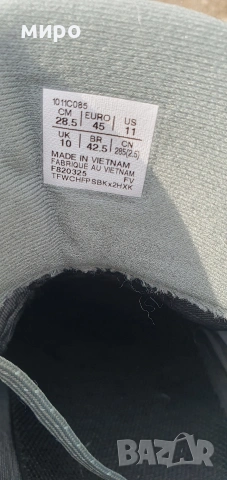 миро
1011C085
CM EURO US
28.5 45 11
UK BR CN
10 42.5 285(2.5)
MADE IN VIETNAM
FABRIQUE AU VIETNAM
F820325 FV
TFWCHFPSBKx2HXK
BAZAR